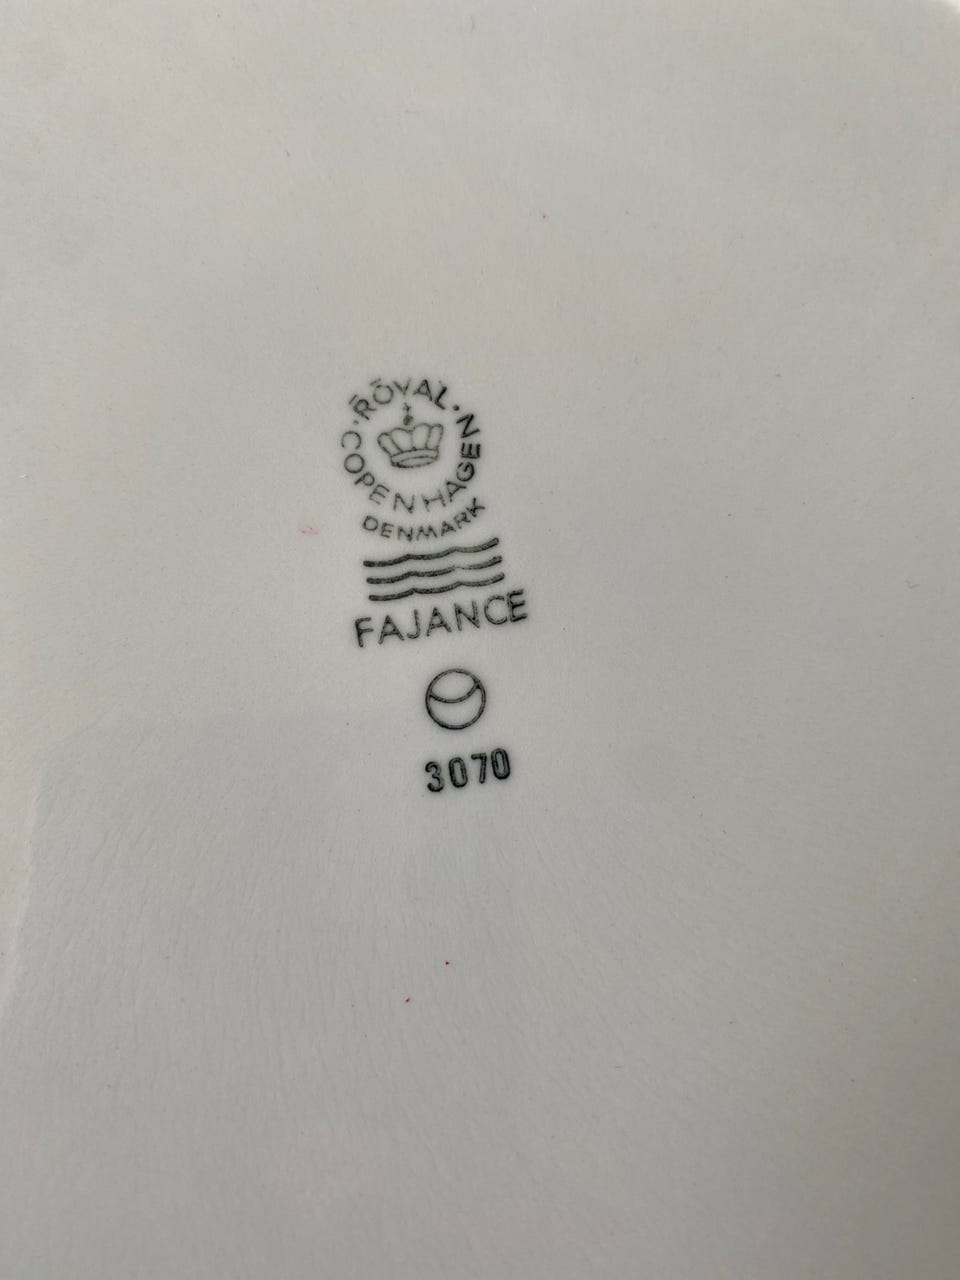 ROYAL
COPENHAGEN
DENMARK
FAJANCE
3070